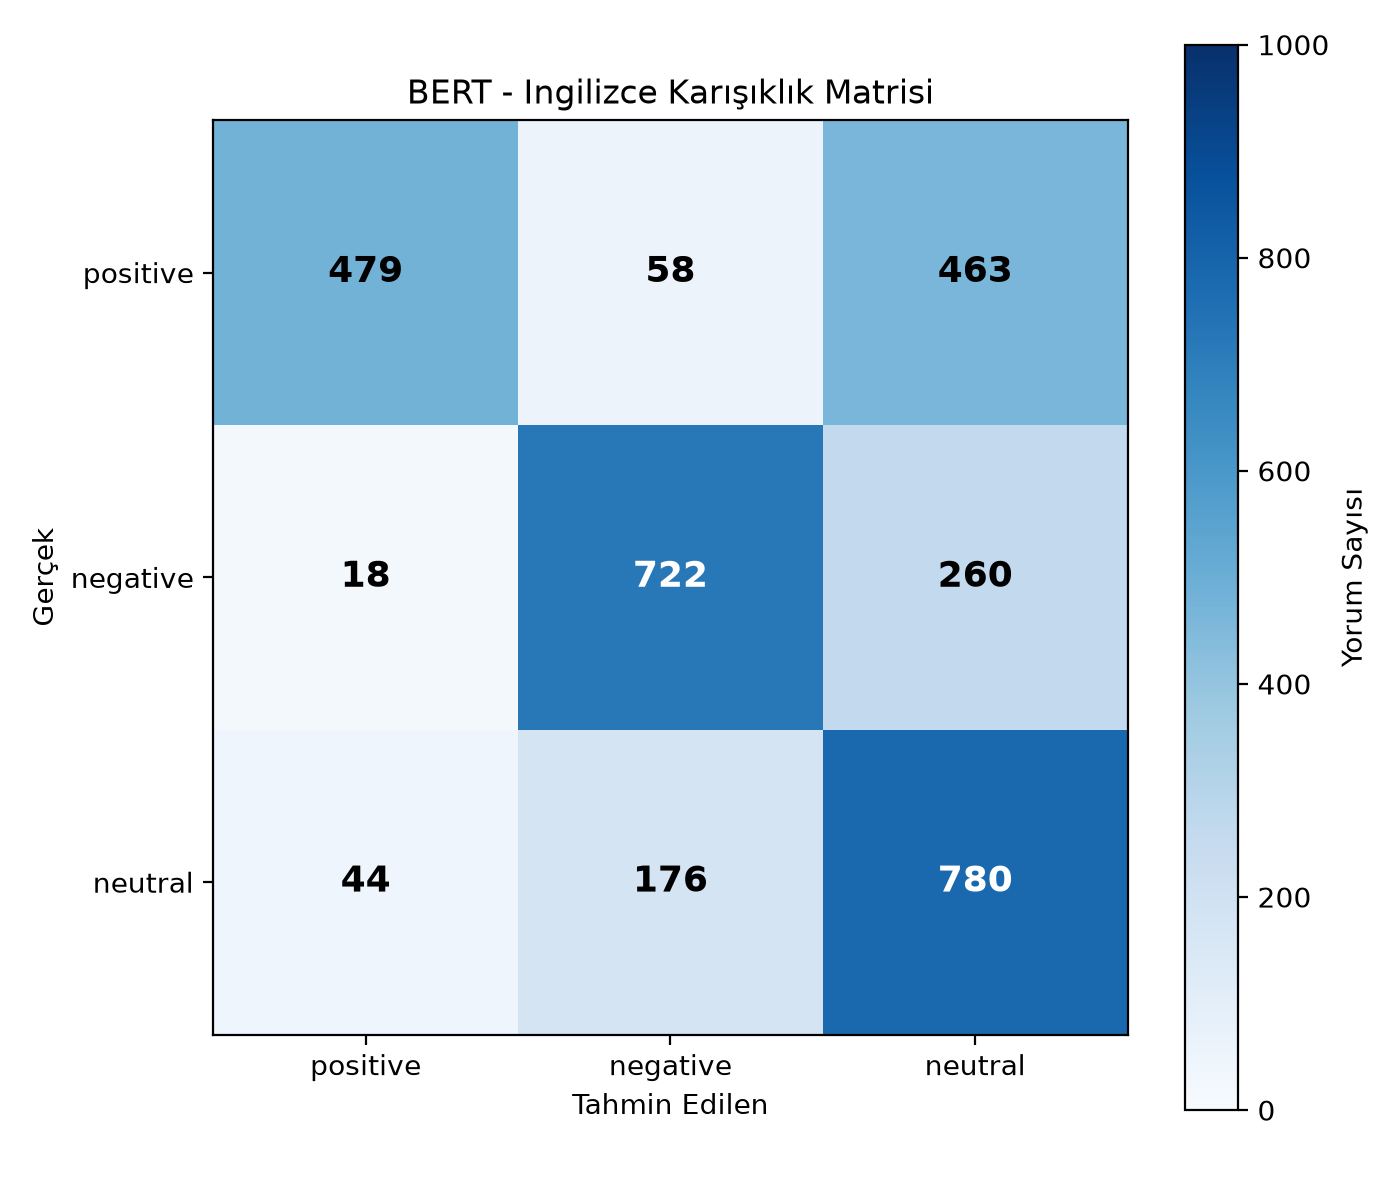 BERT - Ingilizce Karışıklık Matrisi
positive 479 58 463
negative 18 722 260
neutral 44 176 780
positive negative neutral
Tahmin Edilen
Gerçek
1000
800
600
400
200
0
Yorum Sayısı